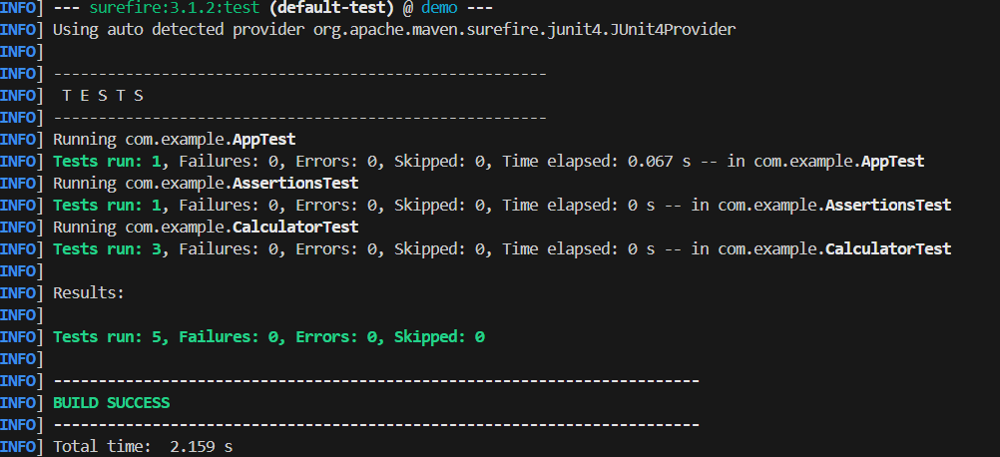 INFO] --- surefire:3.1.2:test (default-test) @ demo ---
INFO] Using auto detected provider org.apache.maven.surefire.junit4.JUnit4Provider
INFO]
INFO] -------------------------------------------------------
INFO]  T E S T S
INFO] -------------------------------------------------------
INFO] Running com.example.AppTest
INFO] Tests run: 1, Failures: 0, Errors: 0, Skipped: 0, Time elapsed: 0.067 s -- in com.example.AppTest
INFO] Running com.example.AssertionsTest
INFO] Tests run: 1, Failures: 0, Errors: 0, Skipped: 0, Time elapsed: 0 s -- in com.example.AssertionsTest
INFO] Running com.example.CalculatorTest
INFO] Tests run: 3, Failures: 0, Errors: 0, Skipped: 0, Time elapsed: 0 s -- in com.example.CalculatorTest
INFO]
INFO] Results:
INFO]
INFO] Tests run: 5, Failures: 0, Errors: 0, Skipped: 0
INFO]
INFO] ------------------------------------------------------------------------
INFO] BUILD SUCCESS
INFO] ------------------------------------------------------------------------
INFO] Total time:  2.159 s